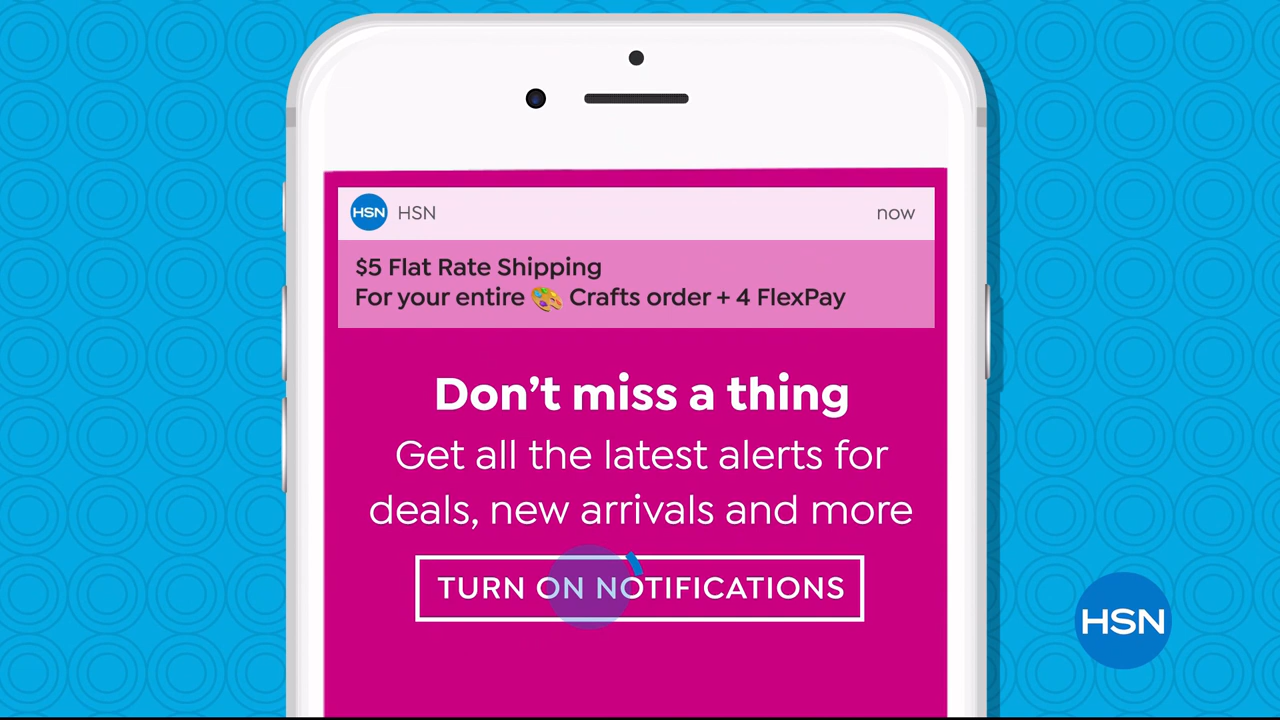 HSN HSN now
$5 Flat Rate Shipping
For your entire 🎨 Crafts order + 4 FlexPay
Don't miss a thing
Get all the latest alerts for
deals, new arrivals and more
TURN ON NOTIFICATIONS
HSN